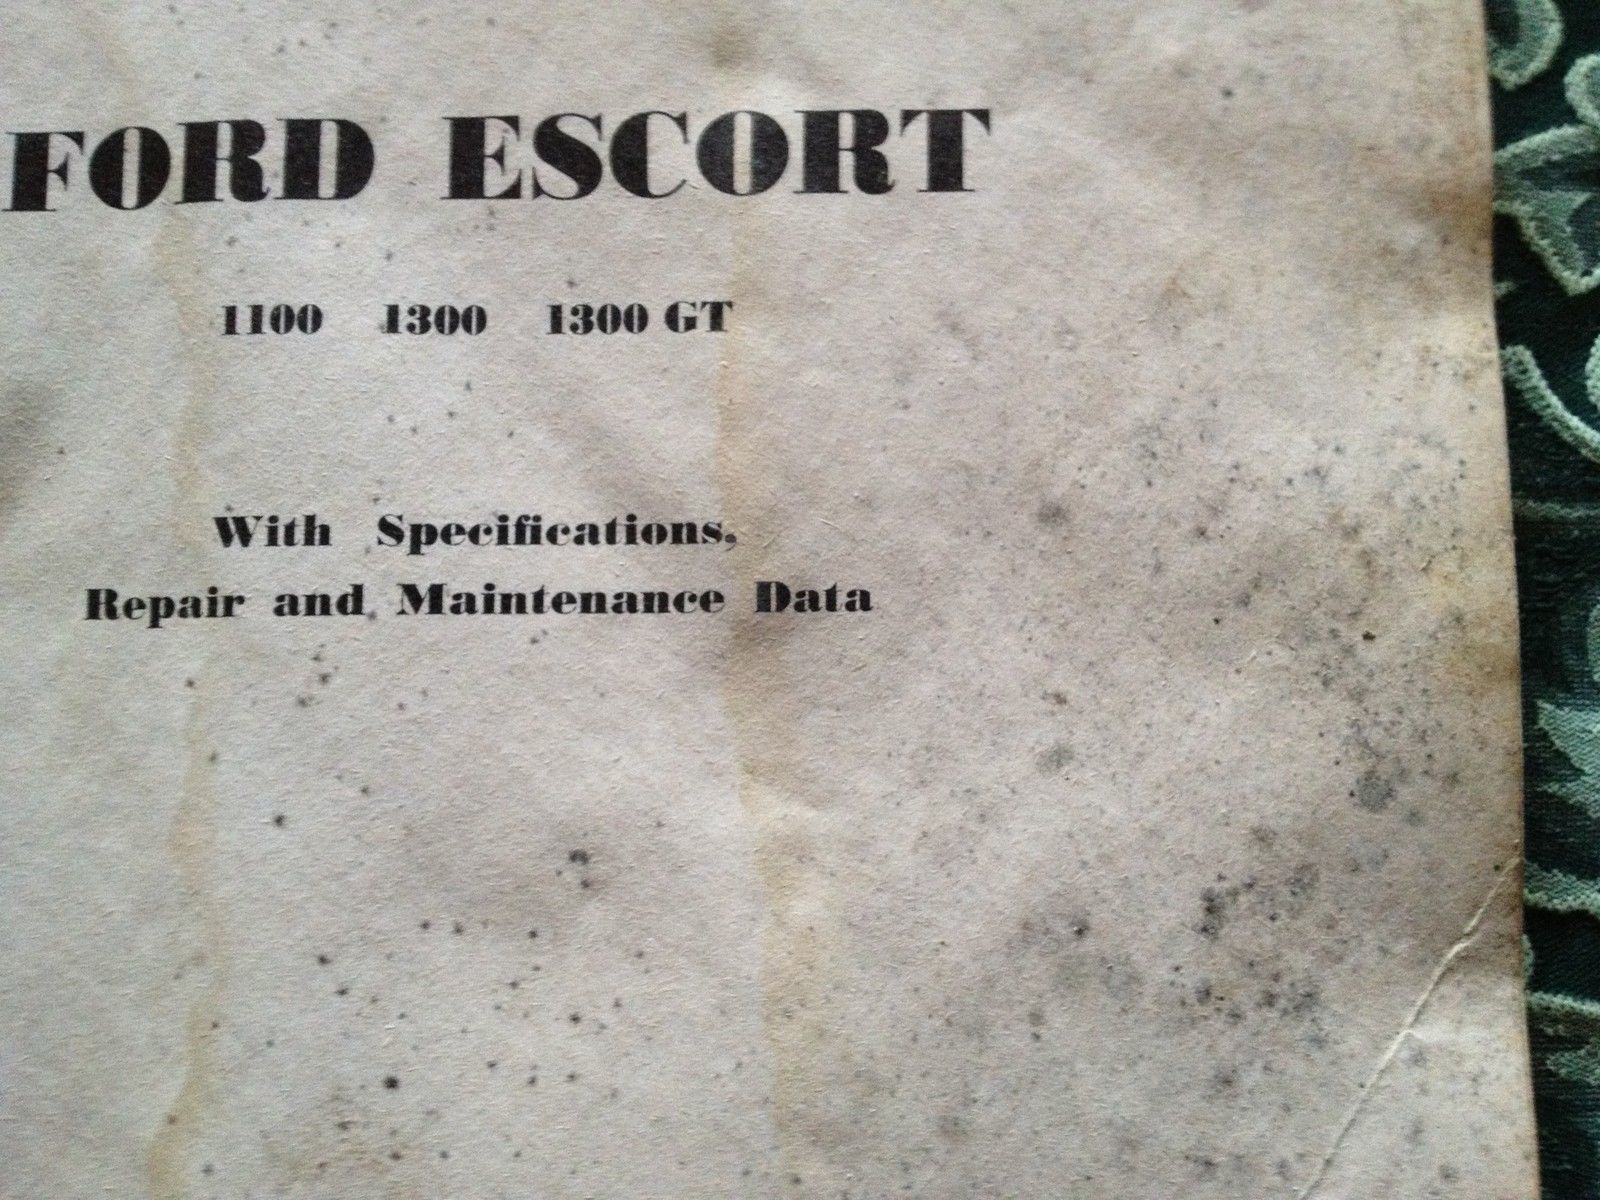 FORD ESCORT
1100 1300 1300 GT
With Specifications,
Repair and Maintenance Data